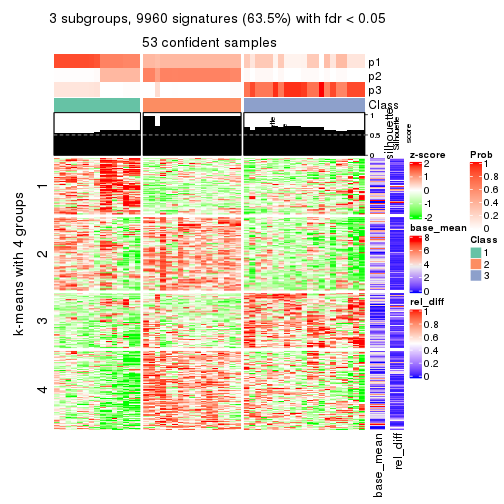 3 subgroups, 9960 signatures (63.5%) with fdr < 0.05
53 confident samples
p1
p2
p3
Class
1
0.5
0
silhouette
silhouette
score
k-means with 4 groups
1
2
3
4
z-score
2
1
0
-1
-2
base_mean
8
6
4
2
0
rel_diff
1
0.8
0.6
0.4
0.2
0
Prob
1
0.8
0.6
0.4
0.2
0
Class
1
2
3
base_mean
rel_diff